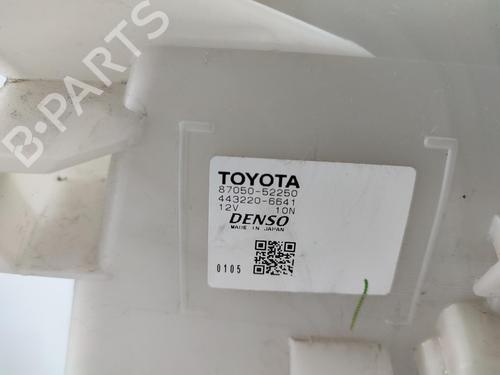 B-PARTS
TOYOTA
87050-52250
443220-6641
12V 10N
DENSO
MADE IN JAPAN
0105